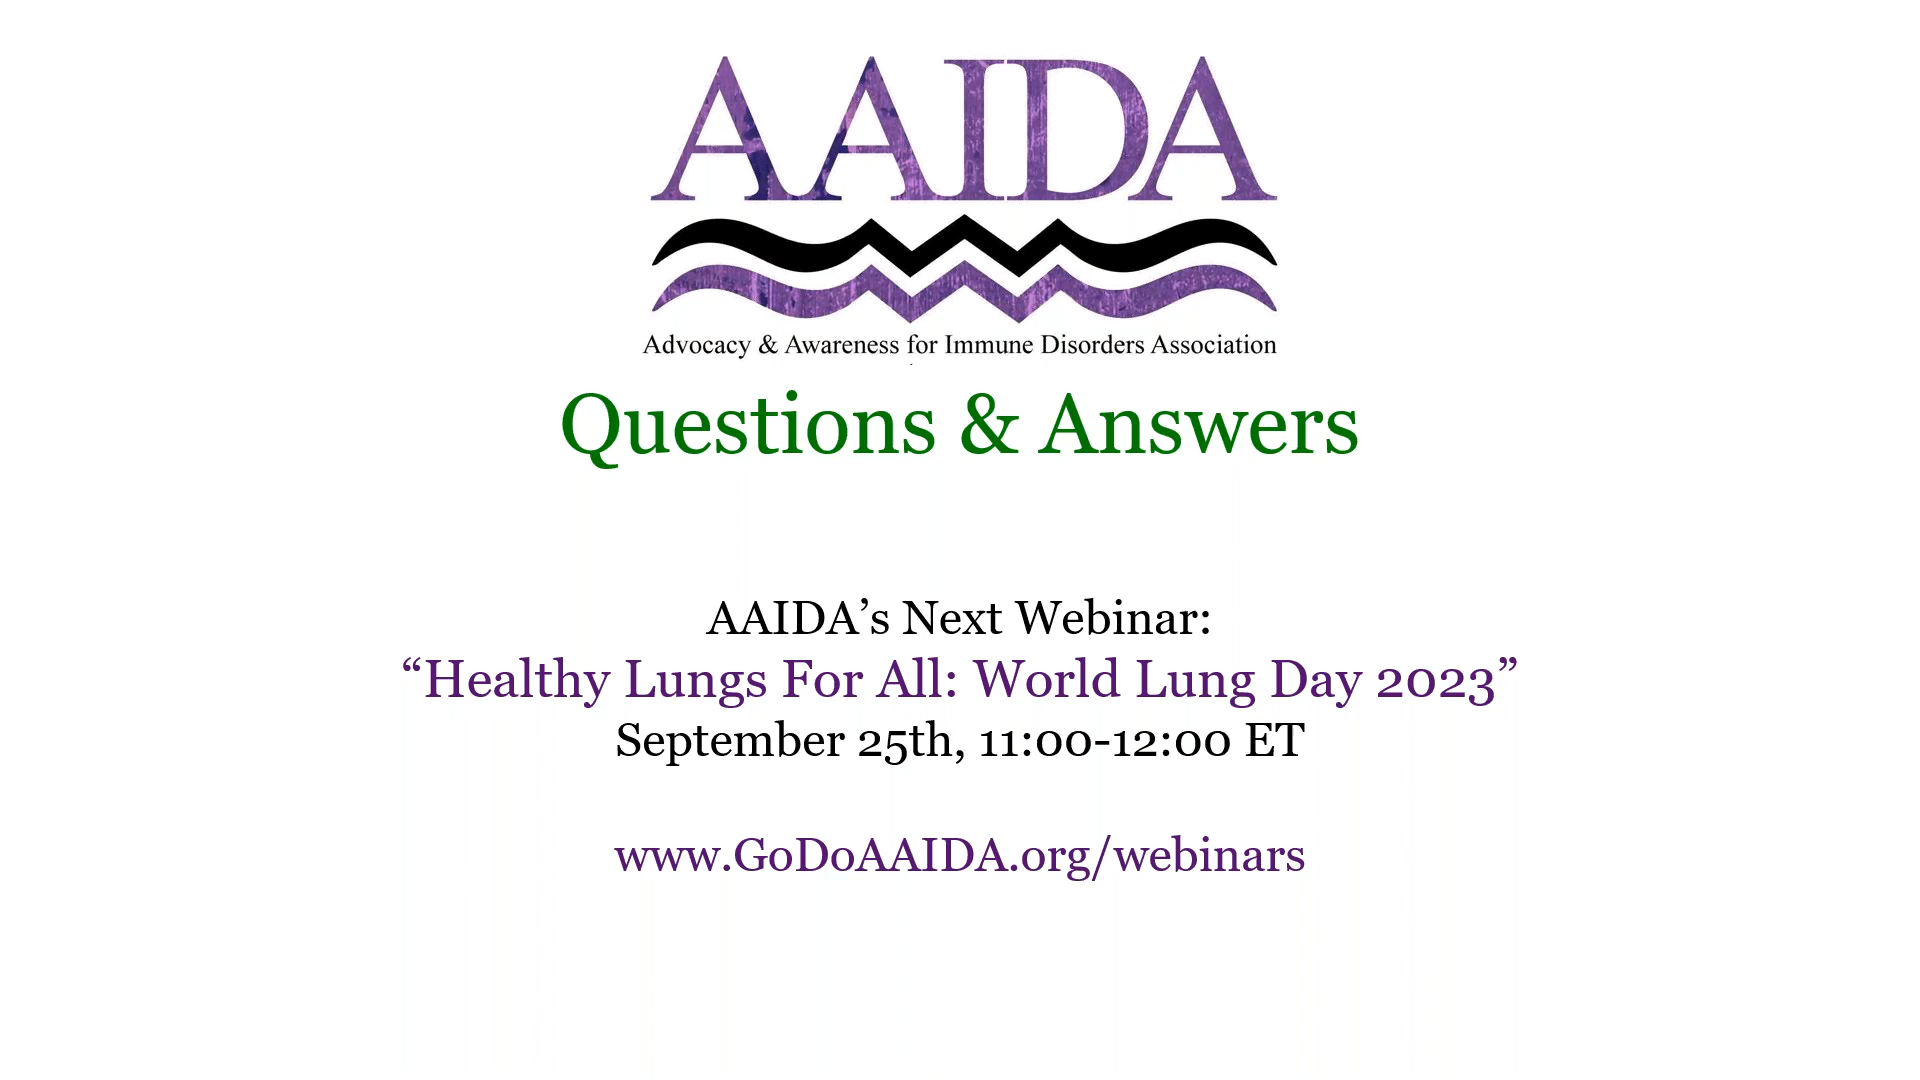 AAIDA
Advocacy & Awareness for Immune Disorders Association
Questions & Answers
AAIDA’s Next Webinar:
“Healthy Lungs For All: World Lung Day 2023”
September 25th, 11:00-12:00 ET
www.GoDoAAIDA.org/webinars